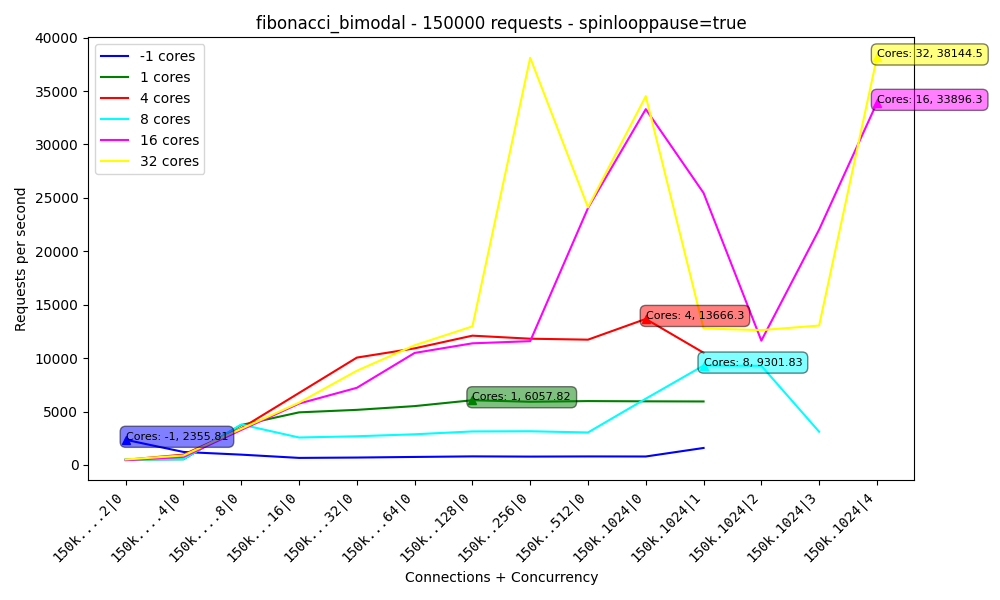 fibonacci_bimodal - 150000 requests - spinlooppause=true
40000
35000
30000
25000
20000
15000
10000
5000
0
Requests per second
-1 cores
1 cores
4 cores
8 cores
16 cores
32 cores
Cores: 32, 38144.5
Cores: 16, 33896.3
Cores: 4, 13666.3
Cores: 8, 9301.83
Cores: 1, 6057.82
Cores: -1, 2355.81
150k....2|0
150k....4|0
150k....8|0
150k...16|0
150k...32|0
150k...64|0
150k..128|0
150k..256|0
150k..512|0
150k.1024|0
150k.1024|1
150k.1024|2
150k.1024|3
150k.1024|4
Connections + Concurrency